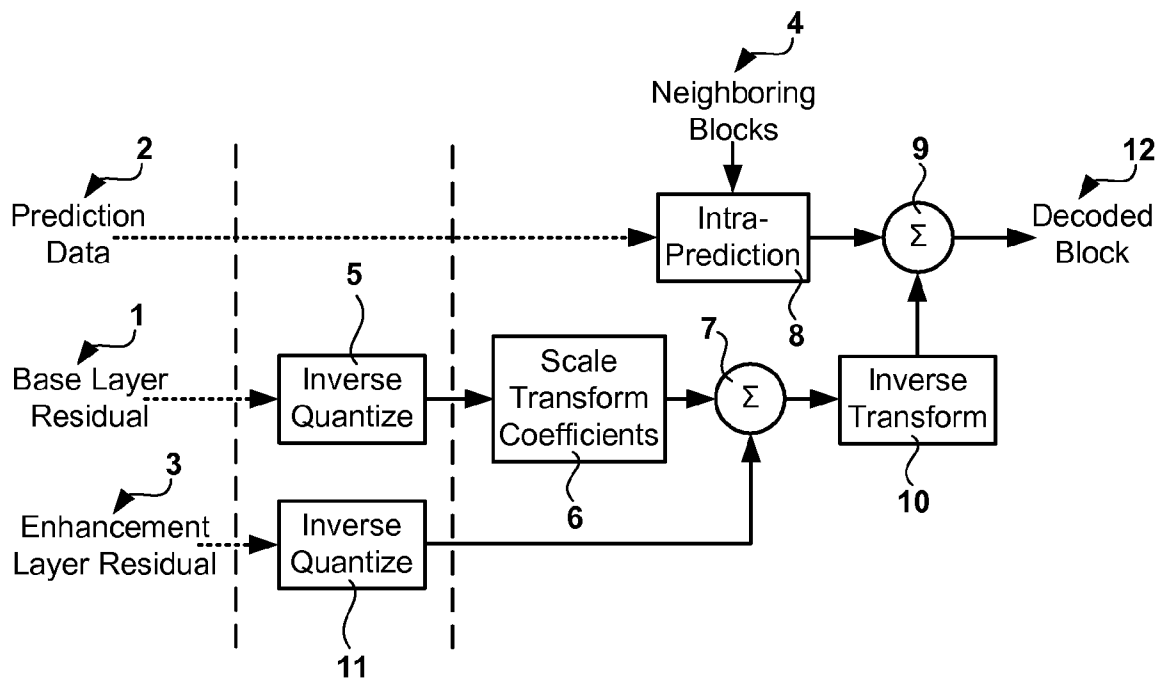 4
Neighboring
Blocks
2
Prediction
Data
Intra-
Prediction
8
9
Σ
12
Decoded
Block
1
Base Layer
Residual
5
Inverse
Quantize
Scale
Transform
Coefficients
6
7
Σ
Inverse
Transform
10
3
Enhancement
Layer Residual
Inverse
Quantize
11